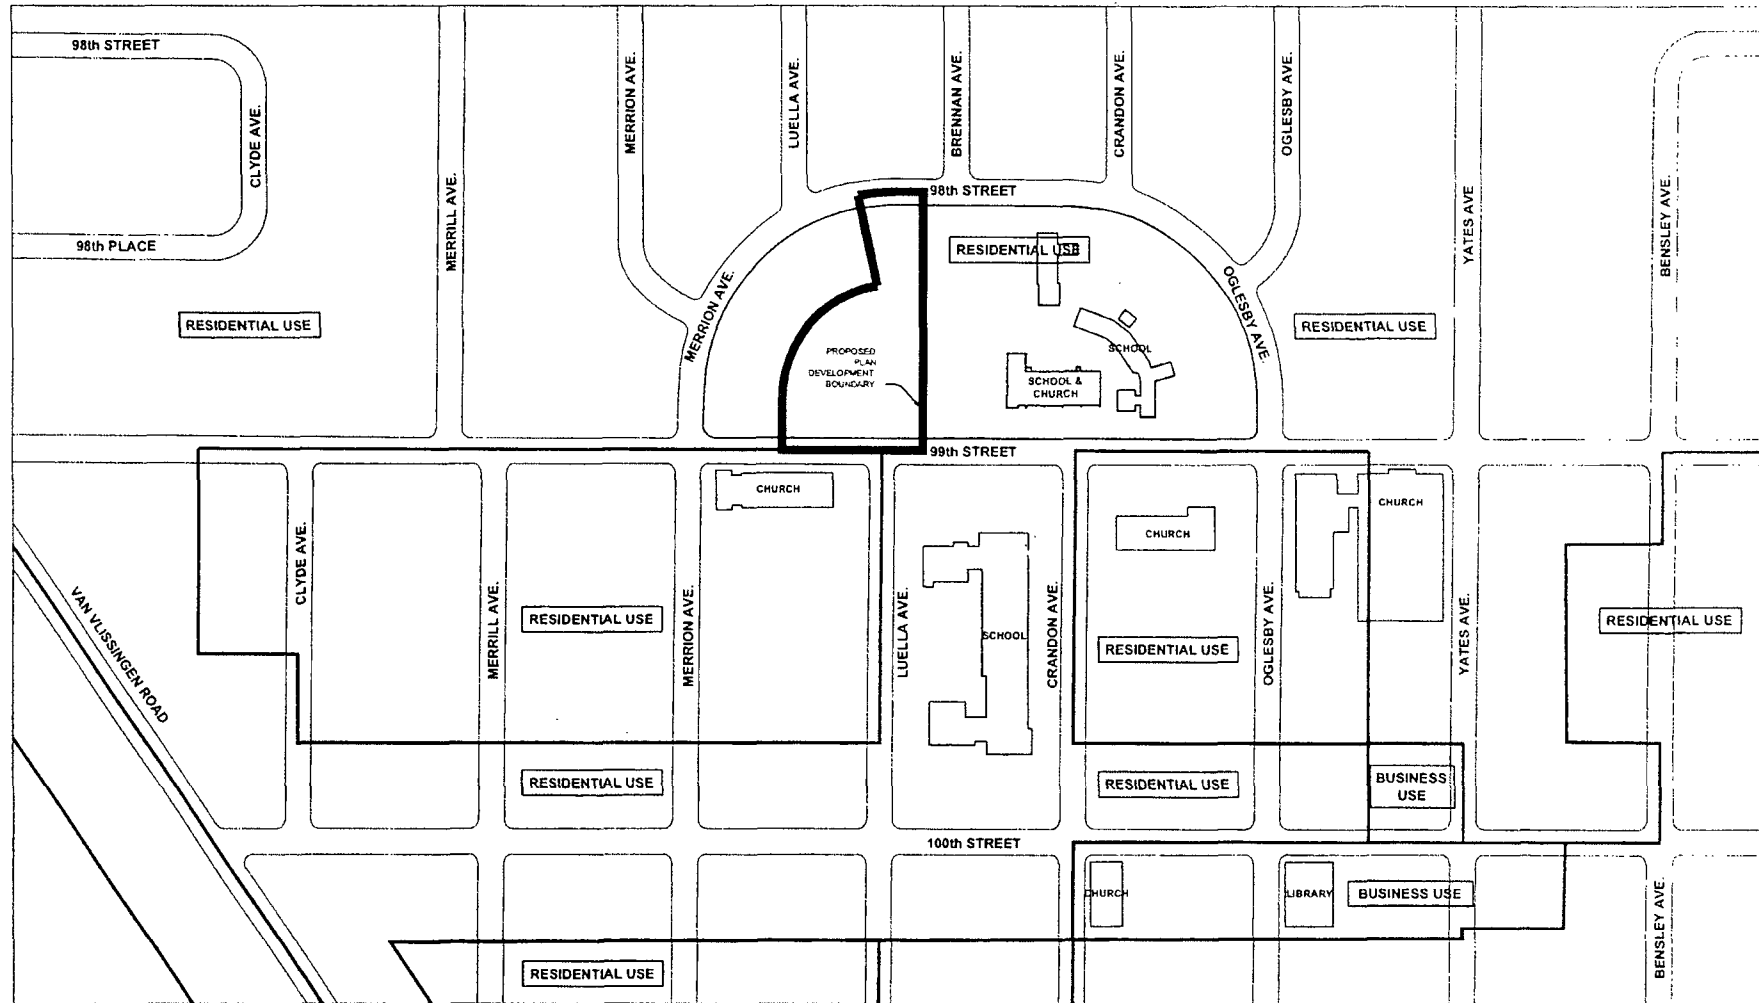 98th STREET
CLYDE AVE.
98th PLACE
MERRILL AVE.
MERRION AVE.
LUELLA AVE.
BRENNAN AVE.
CRANDON AVE.
OGLESBY AVE.
YATES AVE
BENSLEY AVE.
98th STREET
RESIDENTIAL USE
RESIDENTIAL USE
MERRION AVE.
OGLESBY AVE.
RESIDENTIAL USE
PROPOSED
PLAN
DEVELOPMENT
BOUNDARY
SCHOOL
SCHOOL &
CHURCH
99th STREET
CHURCH
CHURCH
CHURCH
VAN VLISSINGEN ROAD
CLYDE AVE.
MERRILL AVE.
RESIDENTIAL USE
MERRION AVE.
LUELLA AVE.
SCHOOL
CRANDON AVE.
RESIDENTIAL USE
OGLESBY AVE.
YATES AVE.
RESIDENTIAL USE
RESIDENTIAL USE
RESIDENTIAL USE
BUSINESS
USE
100th STREET
CHURCH
LIBRARY
BUSINESS USE
BENSLEY AVE.
RESIDENTIAL USE